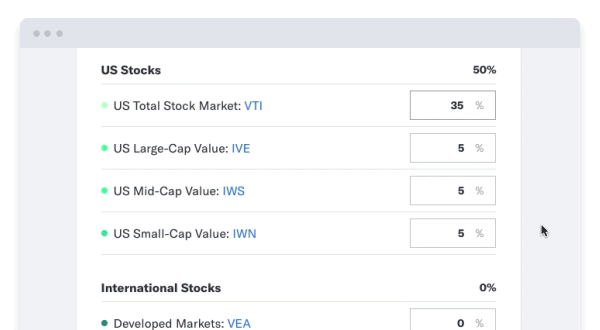 US Stocks 50%
US Total Stock Market: VTI 35 %
US Large-Cap Value: IVE 5 %
US Mid-Cap Value: IWS 5 %
US Small-Cap Value: IWN 5 %
International Stocks 0%
Developed Markets: VEA 0 %